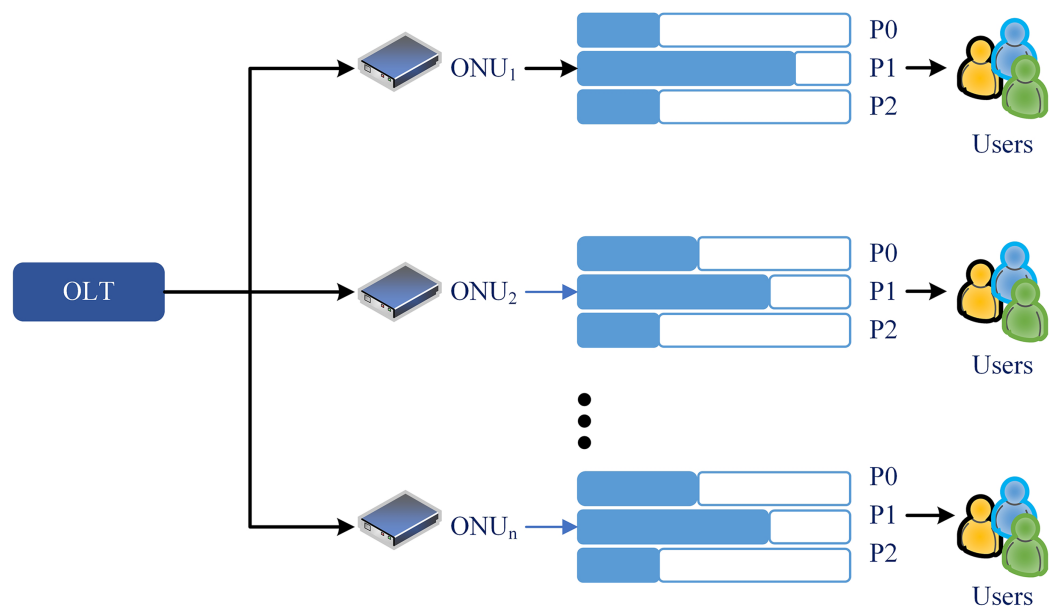 P0
ONU₁
P1
P2
Users
P0
OLT
ONU₂
P1
P2
Users
P0
ONUₙ
P1
P2
Users